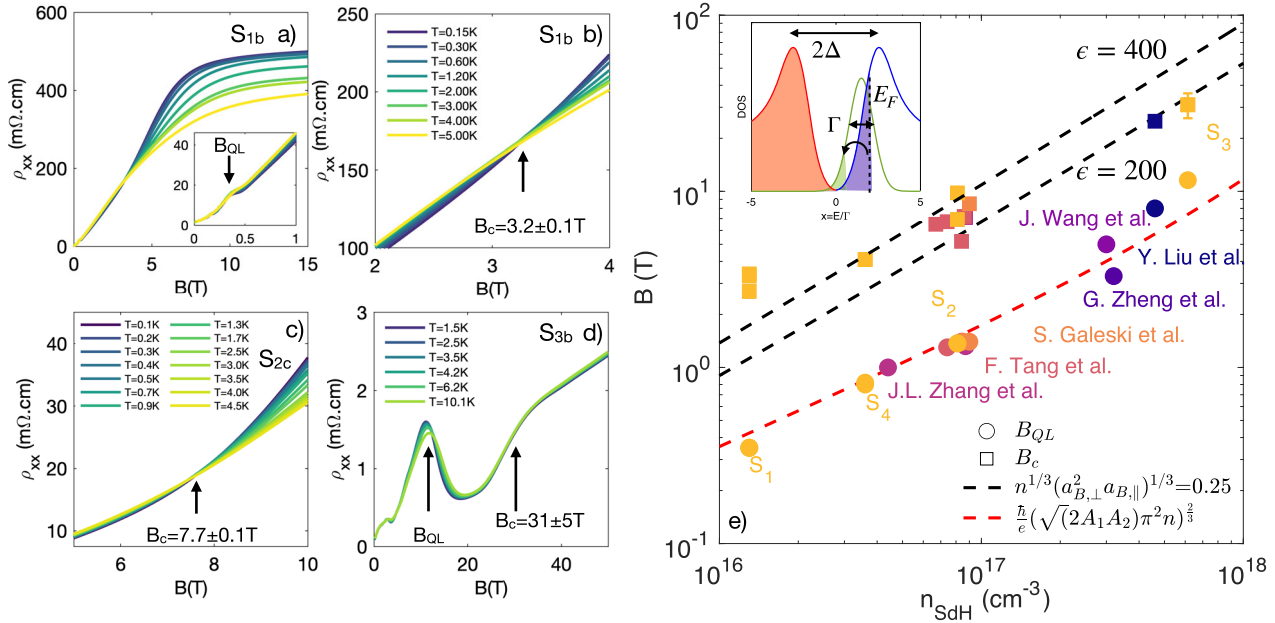 S1b a)
600
400
200
0
ρxx (mΩ.cm)
0 5 10 15
B(T)
BQL
40
20
0
0 0.5 1
S1b b)
T=0.15K
T=0.30K
T=0.60K
T=1.20K
T=2.00K
T=3.00K
T=4.00K
T=5.00K
250
200
150
100
ρxx (mΩ.cm)
Bc=3.2±0.1T
2 3 4
B(T)
c)
S2c
T=0.1K T=1.3K
T=0.2K T=1.7K
T=0.3K T=2.5K
T=0.4K T=3.0K
T=0.5K T=3.5K
T=0.7K T=4.0K
T=0.9K T=4.5K
40
30
20
10
ρxx (mΩ.cm)
Bc=7.7±0.1T
6 8 10
B(T)
S3b d)
T=1.5K
T=2.5K
T=3.5K
T=4.2K
T=6.2K
T=10.1K
3
2
1
0
ρxx (mΩ.cm)
BQL
Bc=31±5T
0 20 40
B(T)
10^2
10^1
10^0
10^-1
B (T)
2Δ
EF
Γ
DOS
-5 0 5
x=E/Γ
ϵ = 400
ϵ = 200
S3
J. Wang et al.
Y. Liu et al.
G. Zheng et al.
S2
S. Galeski et al.
F. Tang et al.
J.L. Zhang et al.
S4
S1
BQL
Bc
n^1/3(a^2_B,⊥ a_B,∥)^1/3=0.25
ℏ/e(√(2A1A2)π^2n)^2/3
e)
10^16 10^17 10^18
nSdH (cm^-3)